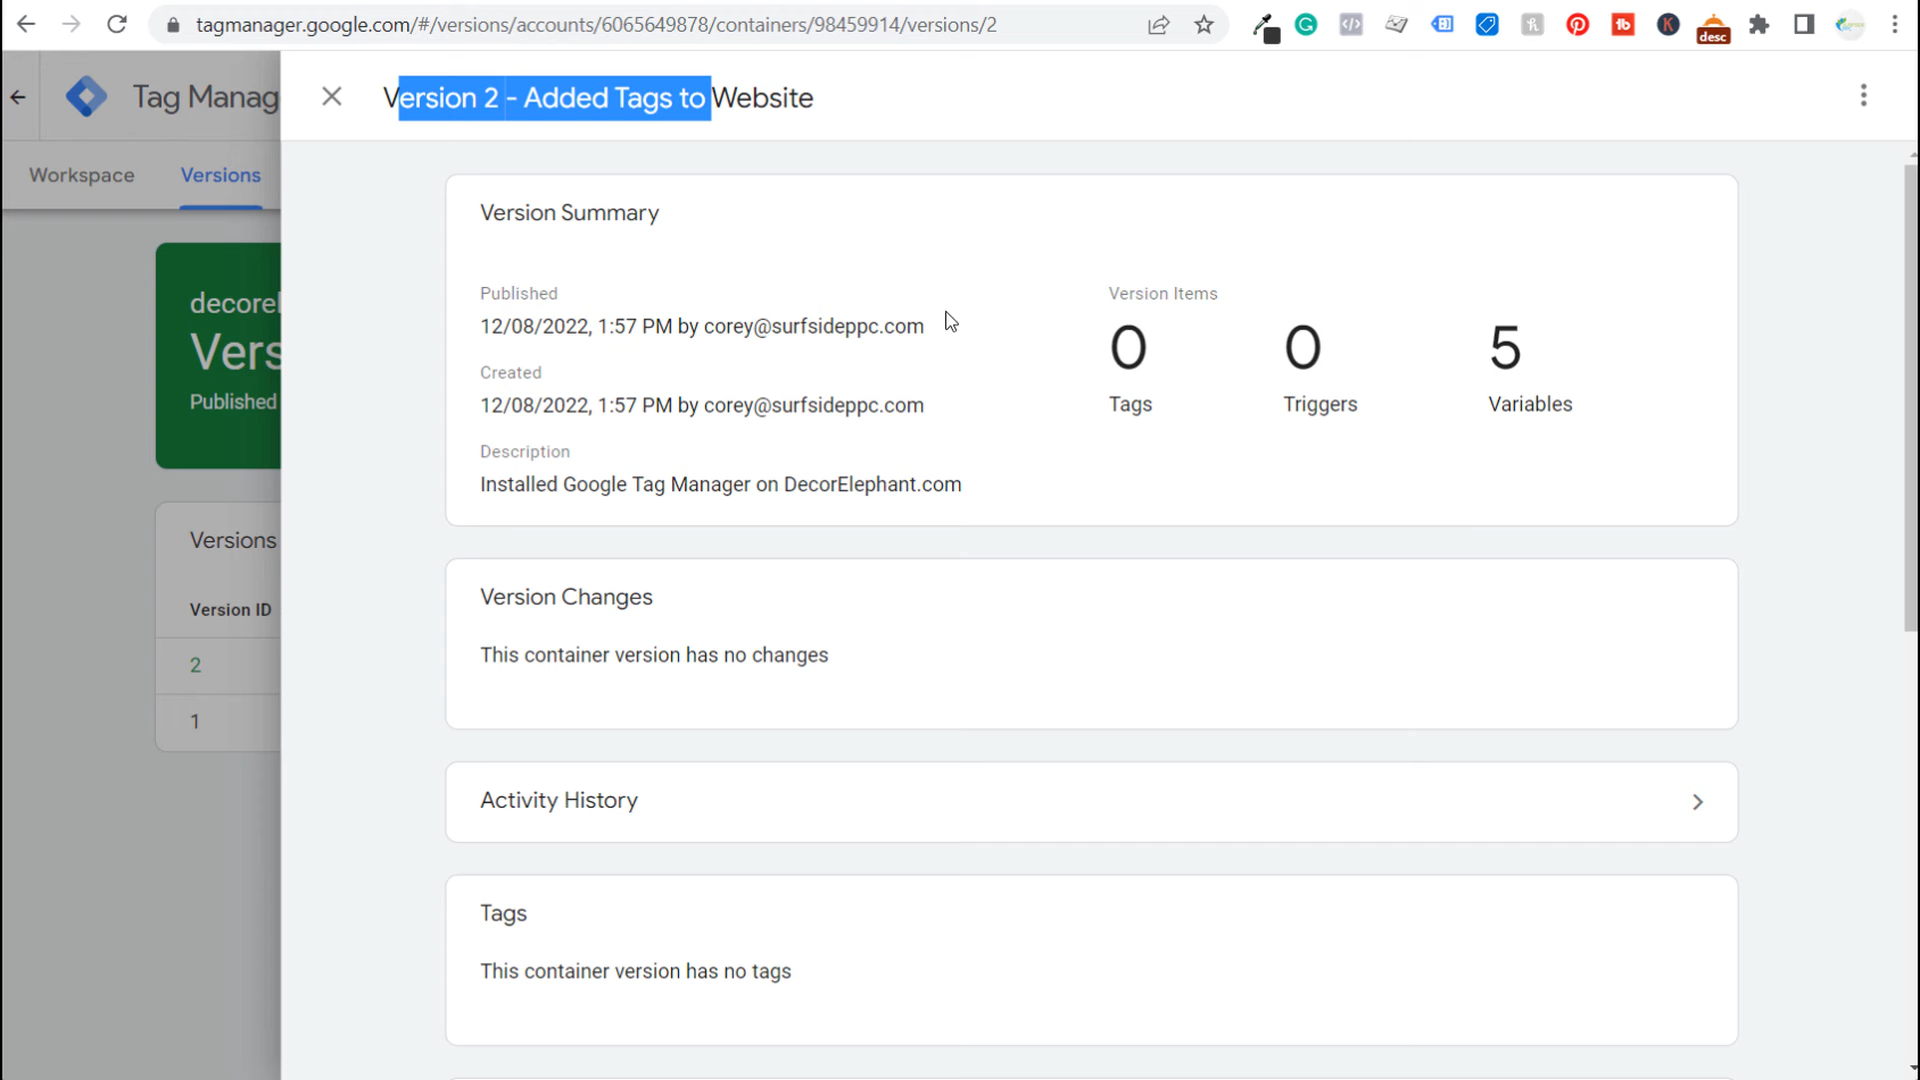 tagmanager.google.com/#/versions/accounts/6065649878/containers/98459914/versions/2
desc
Tag Manag
Version 2 - Added Tags to Website
Workspace
Versions
decorel
Vers
Published
Versions
Version ID
2
1
Version Summary
Published
12/08/2022, 1:57 PM by corey@surfsideppc.com
Created
12/08/2022, 1:57 PM by corey@surfsideppc.com
Description
Installed Google Tag Manager on DecorElephant.com
Version Items
0 0 5
Tags Triggers Variables
Version Changes
This container version has no changes
Activity History
Tags
This container version has no tags